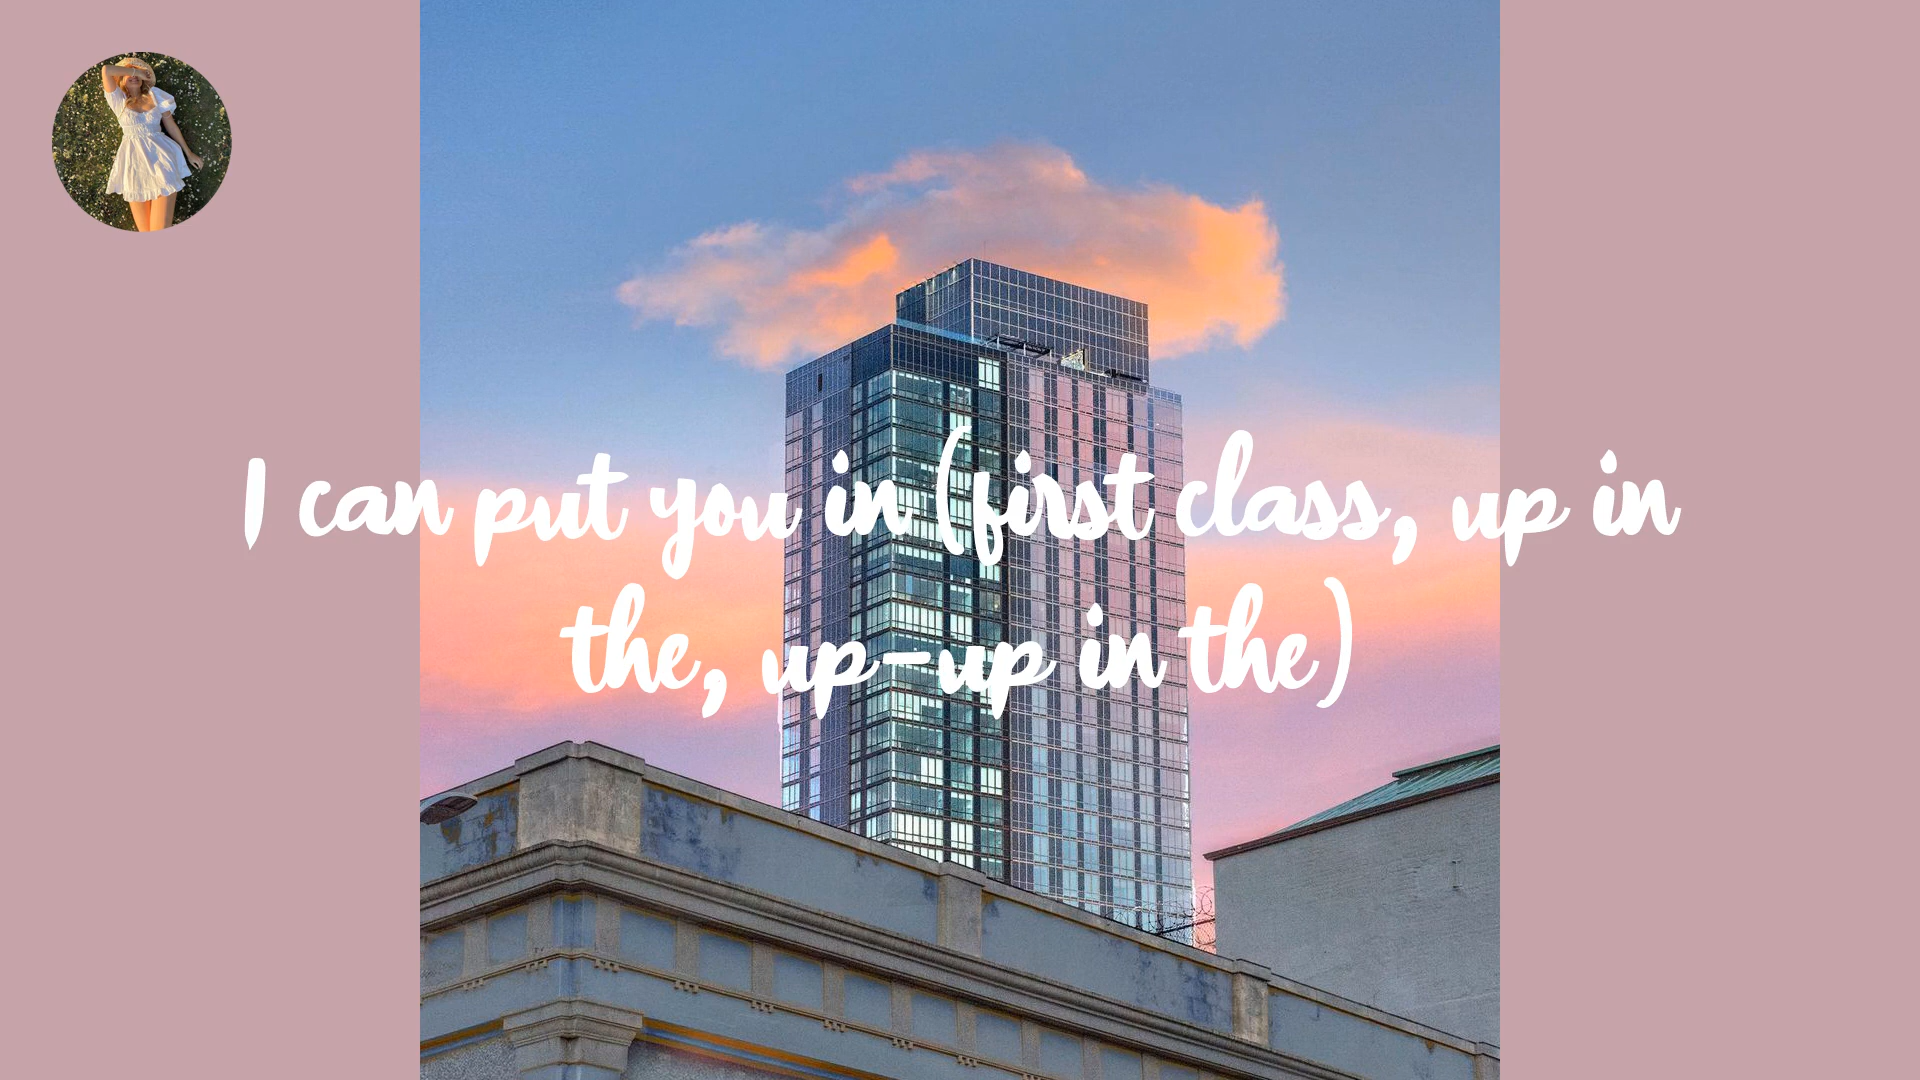 I can put you in (first class, up in
the, up-up in the)